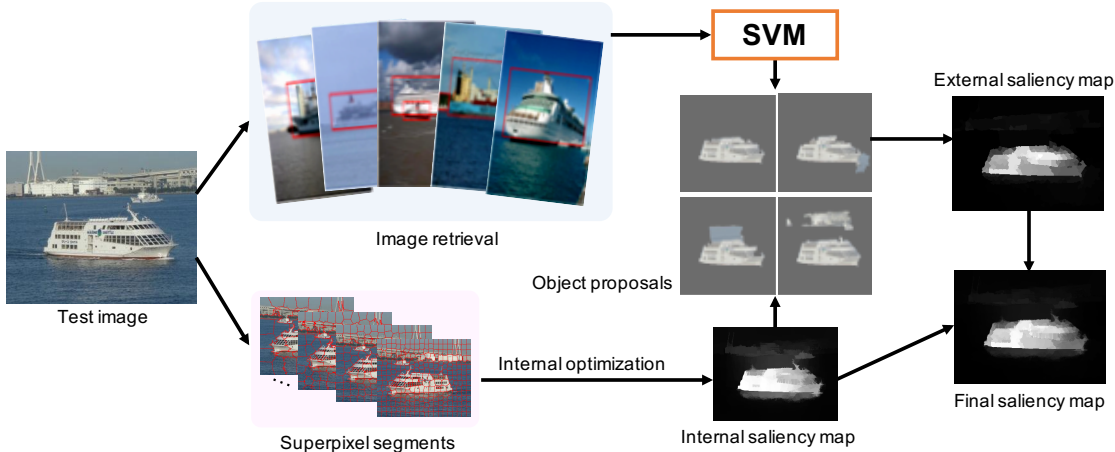 SVM
External saliency map
Image retrieval
Object proposals
Test image
Internal optimization
Final saliency map
Superpixel segments
Internal saliency map